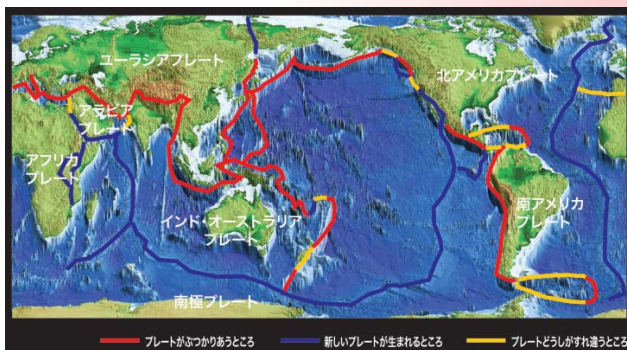 ユーラシアプレート
北アメリカプレート
アラビア
プレート
アフリカ
プレート
南アメリカ
プレート
インド・オーストラリア
プレート
南極プレート
プレートがぶつかりあうところ
新しいプレートが生まれるところ
プレートどうしがすれ違うところ